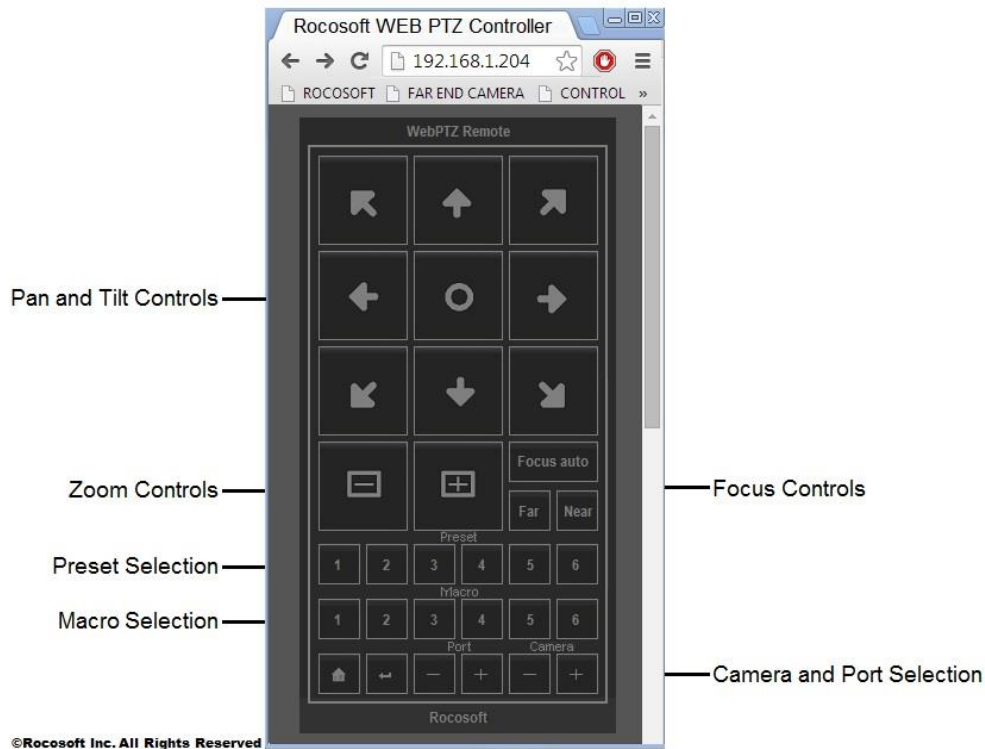 Rocosoft WEB PTZ Controller
192.168.1.204
ROCOSOFT FAR END CAMERA CONTROL »
WebPTZ Remote
Pan and Tilt Controls
Focus auto
Zoom Controls
Focus Controls
Far Near
Preset
Preset Selection
1 2 3 4 5 6
Macro
Macro Selection
1 2 3 4 5 6
Port Camera
− + − +
Camera and Port Selection
Rocosoft
©Rocosoft Inc. All Rights Reserved